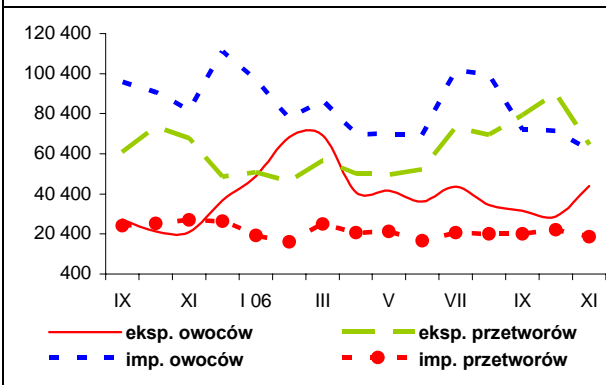 120 400
100 400
80 400
60 400
40 400
20 400
400
IX XI I 06 III V VII IX XI
eksp. owoców eksp. przetworów
imp. owoców imp. przetworów